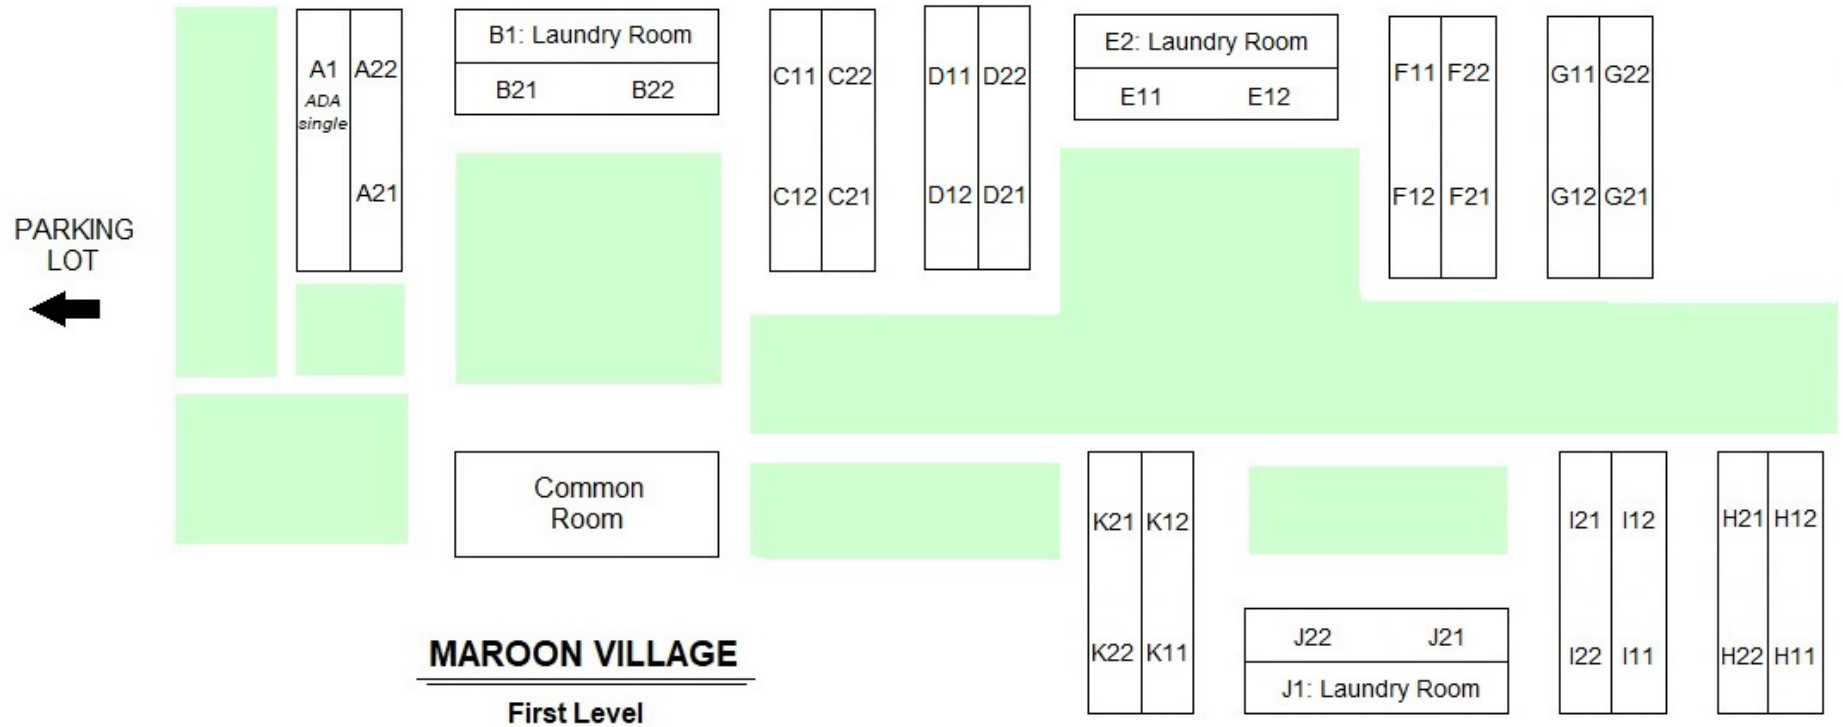 A1 A22
ADA
single
A21
B1: Laundry Room
B21 B22
C11 C22
C12 C21
D11 D22
D12 D21
E2: Laundry Room
E11 E12
F11 F22
F12 F21
G11 G22
G12 G21
PARKING
LOT
Common
Room
K21 K12
K22 K11
J22 J21
J1: Laundry Room
I21 I12
I22 I11
H21 H12
H22 H11
MAROON VILLAGE
First Level